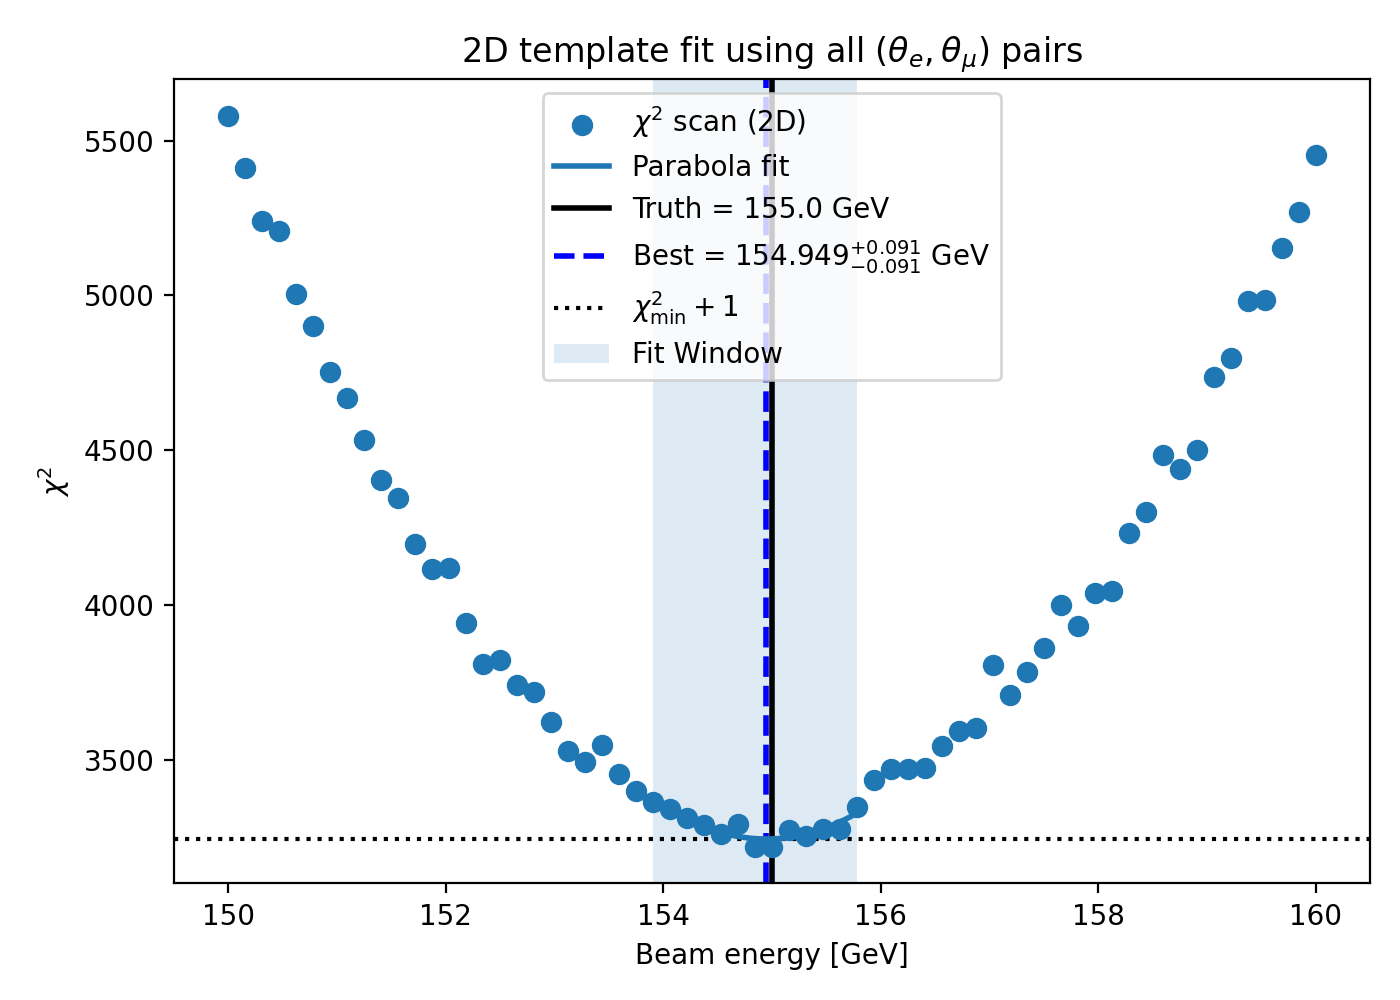 2D template fit using all (θₑ, θ_μ) pairs
χ² scan (2D)
Parabola fit
Truth = 155.0 GeV
Best = 154.949^{+0.091}_{−0.091} GeV
χ²_min + 1
Fit Window
5500
5000
4500
4000
3500
χ²
150 152 154 156 158 160
Beam energy [GeV]